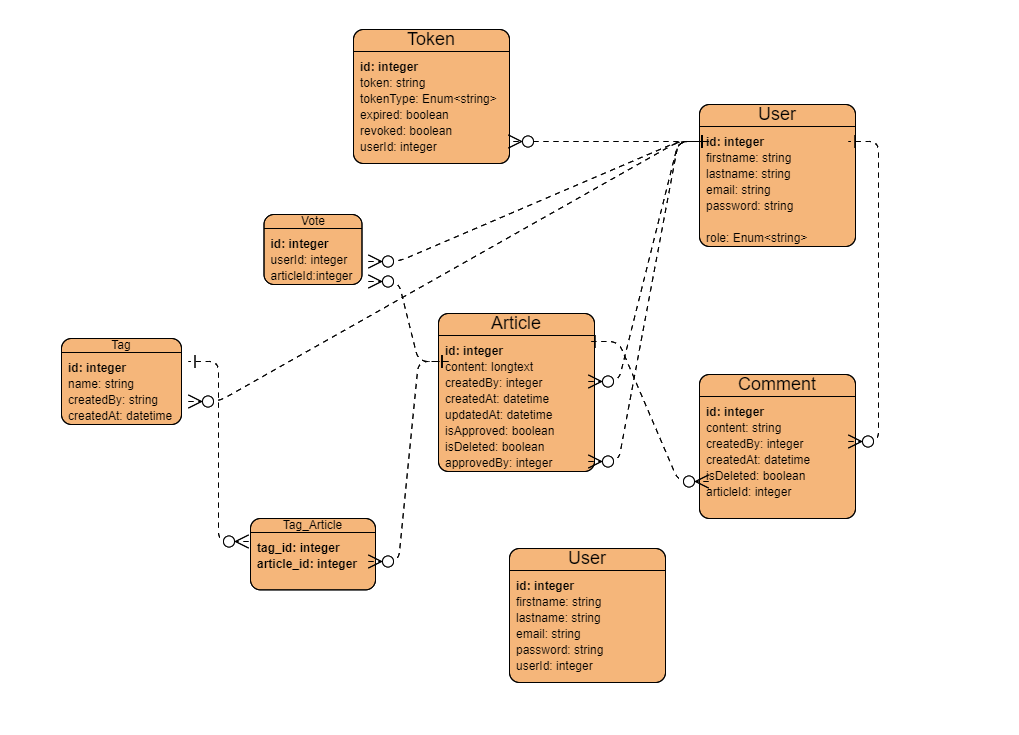 Token
id: integer
token: string
tokenType: Enum<string>
expired: boolean
revoked: boolean
userId: integer
User
id: integer
firstname: string
lastname: string
email: string
password: string
role: Enum<string>
Vote
id: integer
userId: integer
articleId:integer
Article
id: integer
content: longtext
createdBy: integer
createdAt: datetime
updatedAt: datetime
isApproved: boolean
isDeleted: boolean
approvedBy: integer
Tag
id: integer
name: string
createdBy: string
createdAt: datetime
Comment
id: integer
content: string
createdBy: integer
createdAt: datetime
isDeleted: boolean
articleId: integer
Tag_Article
tag_id: integer
article_id: integer
User
id: integer
firstname: string
lastname: string
email: string
password: string
userId: integer